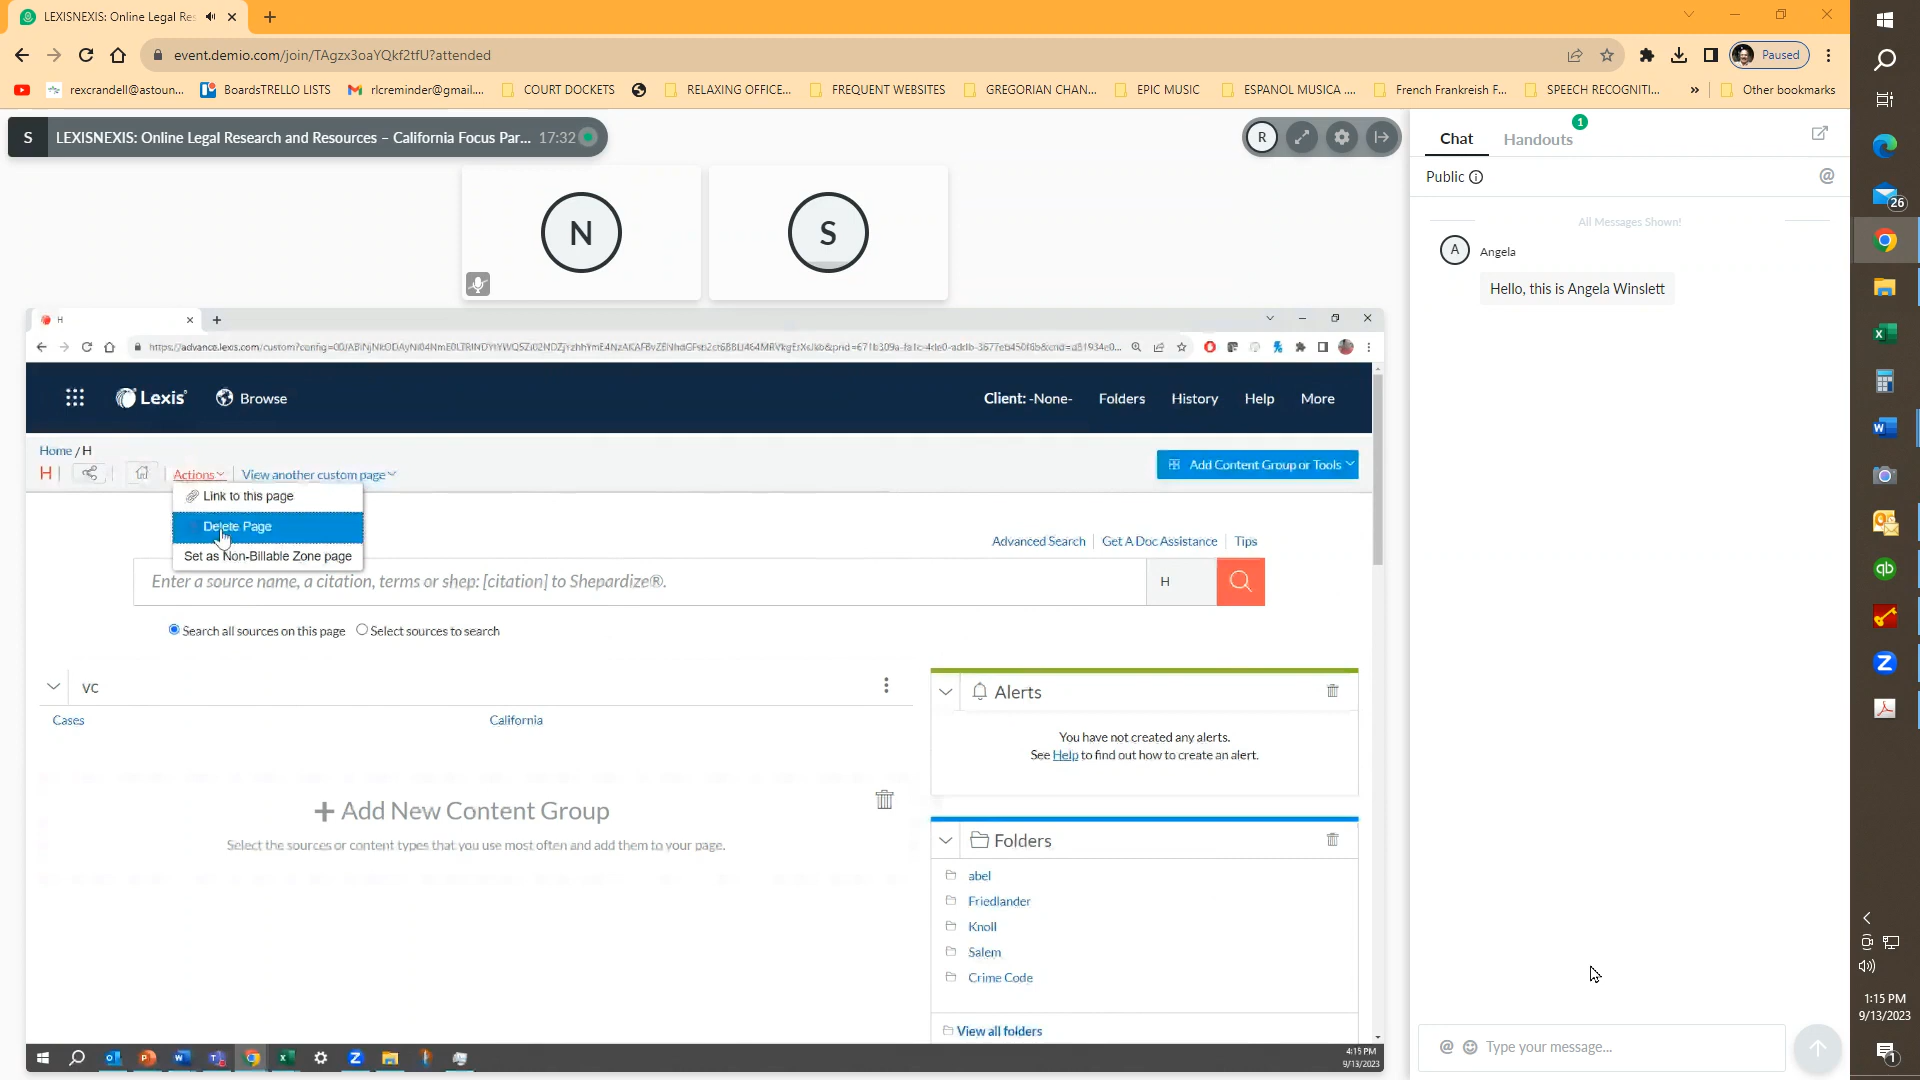 LEXISNEXIS: Online Legal Res
event.demio.com/join/TAgzx3oaYQkf2tfU?attended
Paused
rexcrandell@astoun...
BoardsTRELLO LISTS
rlcreminder@gmail....
COURT DOCKETS
RELAXING OFFICE...
FREQUENT WEBSITES
GREGORIAN CHAN...
EPIC MUSIC
ESPANOL MUSICA ....
French Frankreish F...
SPEECH RECOGNITI...
»
Other bookmarks
S
LEXISNEXIS: Online Legal Research and Resources – California Focus Par...
17:32
R
N
S
Chat
Handouts
1
Public
@
All Messages Shown!
A
Angela
Hello, this is Angela Winslett
H
Lexis
Browse
Client: -None-
Folders
History
Help
More
Home / H
H
Actions
View another custom page
Add Content Group or Tools
Link to this page
Delete Page
Set as Non-Billable Zone page
Advanced Search
Get A Doc Assistance
Tips
Enter a source name, a citation, terms or shep: [citation] to Shepardize®.
H
Search all sources on this page
Select sources to search
vc
Cases
California
Add New Content Group
Select the sources or content types that you use most often and add them to your page.
Alerts
You have not created any alerts.
See Help to find out how to create an alert.
Folders
abel
Friedlander
Knoll
Salem
Crime Code
View all folders
4:15 PM
9/13/2023
@
Type your message...
26
1:15 PM
9/13/2023
1